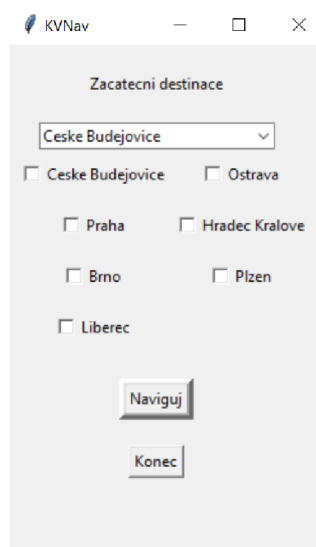 KVNav
Zacatecni destinace
Ceske Budejovice
Ceske Budejovice Ostrava
Praha Hradec Kralove
Brno Plzen
Liberec
Naviguj
Konec